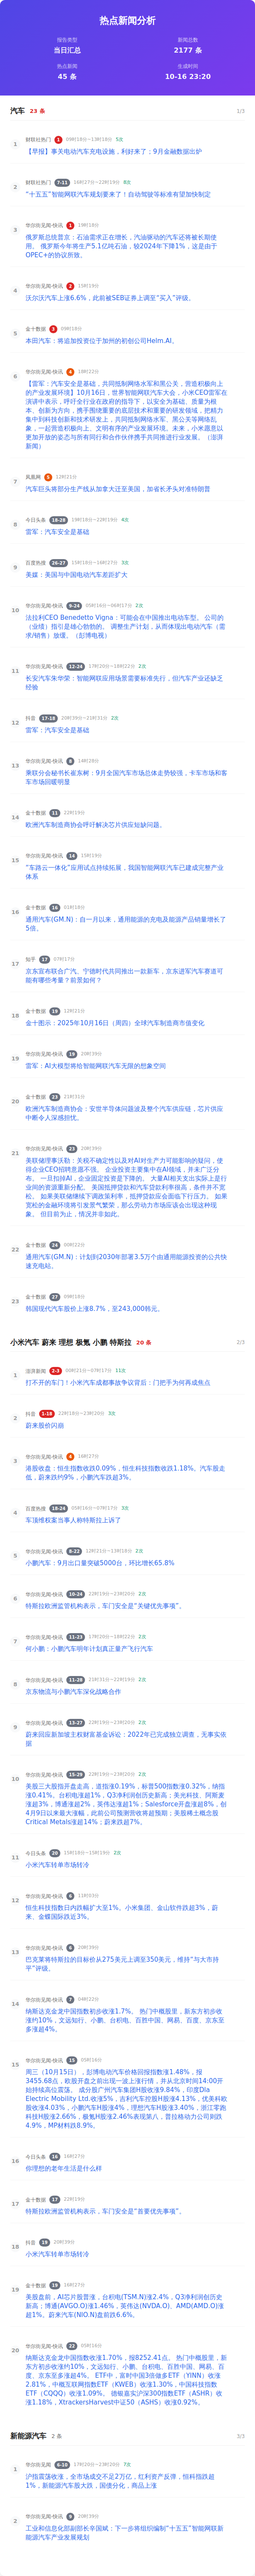 热点新闻分析
报告类型
新闻总数
当日汇总
2177 条
热点新闻
生成时间
45 条
10-16 23:20
汽车 23 条
1/3
1
财联社热门 1 09时18分~13时18分 5次
【早报】事关电动汽车充电设施，利好来了；9月金融数据出炉
2
财联社热门 7-11 16时27分~22时19分 8次
“十五五”智能网联汽车规划要来了！自动驾驶等标准有望加快制定
3
华尔街见闻-快讯 1 19时18分
俄罗斯总统普京：石油需求正在增长，汽油驱动的汽车还将被长期使
用。 俄罗斯今年将生产5.1亿吨石油，较2024年下降1%，这是由于
OPEC+的协议所致。
4
华尔街见闻-快讯 2 15时19分
沃尔沃汽车上涨6.6%，此前被SEB证券上调至“买入”评级。
5
金十数据 3 09时18分
本田汽车：将追加投资位于加州的初创公司Helm.AI。
6
华尔街见闻-快讯 4 18时22分
【雷军：汽车安全是基础，共同抵制网络水军和黑公关，营造积极向上
的产业发展环境】10月16日，世界智能网联汽车大会，小米CEO雷军在
演讲中表示，呼吁全行业在政府的指导下，以安全为基础、质量为根
本、创新为方向，携手围绕重要的底层技术和重要的研发领域，把精力
集中到科技创新和技术研发上，共同抵制网络水军、黑公关等网络乱
象，一起营造积极向上、文明有序的产业发展环境。未来，小米愿意以
更加开放的姿态与所有同行和合作伙伴携手共同推进行业发展。（澎湃
新闻）
7
凤凰网 5 12时21分
汽车巨头将部分生产线从加拿大迁至美国，加省长矛头对准特朗普
8
今日头条 18-28 19时18分~22时19分 4次
雷军：汽车安全是基础
9
百度热搜 26-27 15时18分~16时27分 3次
美媒：美国与中国电动汽车差距扩大
10
华尔街见闻-快讯 9-24 05时16分~06时17分 2次
法拉利CEO Benedetto Vigna：可能会在中国推出电动车型。 公司的
（业绩）指引是雄心勃勃的。 调整生产计划，从而体现出电动汽车（需
求/销售）放缓。（彭博电视）
11
华尔街见闻-快讯 12-24 17时20分~18时22分 2次
长安汽车朱华荣：智能网联应用场景需要标准先行，但汽车产业还缺乏
经验
12
抖音 17-18 20时39分~21时31分 2次
雷军：汽车安全是基础
13
华尔街见闻-快讯 8 14时28分
乘联分会秘书长崔东树：9月全国汽车市场总体走势较强，卡车市场和客
车市场回暖明显
14
金十数据 11 22时19分
欧洲汽车制造商协会呼吁解决芯片供应短缺问题。
15
华尔街见闻-快讯 14 15时19分
“车路云一体化”应用试点持续拓展，我国智能网联汽车已建成完整产业
体系
16
金十数据 16 01时18分
通用汽车(GM.N)：自一月以来，通用能源的充电及能源产品销量增长了
5倍。
17
知乎 17 07时17分
京东宣布联合广汽、宁德时代共同推出一款新车，京东进军汽车赛道可
能有哪些考量？前景如何？
18
金十数据 19 12时21分
金十图示：2025年10月16日（周四）全球汽车制造商市值变化
19
华尔街见闻-快讯 19 20时39分
雷军：AI大模型将给智能网联汽车无限的想象空间
20
金十数据 23 21时31分
欧洲汽车制造商协会：安世半导体问题波及整个汽车供应链，芯片供应
中断令人深感担忧。
21
华尔街见闻-快讯 23 20时39分
美联储理事沃勒：关税不确定性以及对AI对生产力可能影响的疑问，使
得企业CEO招聘意愿不强。 企业投资主要集中在AI领域，并未广泛分
布。 一旦扣掉AI，企业固定投资是下降的。 大量AI相关支出实际上是行
业间的资源重新分配。 美国抵押贷款和汽车贷款利率很高，条件并不宽
松。 如果美联储继续下调政策利率，抵押贷款应会面临下行压力。 如果
宽松的金融环境将引发景气繁荣，那么劳动力市场应该会出现这种现
象。 但目前为止，情况并非如此。
22
金十数据 24 00时22分
通用汽车(GM.N)：计划到2030年部署3.5万个由通用能源投资的公共快
速充电站。
23
金十数据 27 09时18分
韩国现代汽车股价上涨8.7%，至243,000韩元。
小米汽车 蔚来 理想 极氪 小鹏 特斯拉 20 条
2/3
1
澎湃新闻 2-3 00时21分~07时17分 11次
打不开的车门！小米汽车成都事故争议背后：门把手为何再成焦点
2
抖音 1-18 22时19分~23时20分 3次
蔚来股价闪崩
3
华尔街见闻-快讯 4 16时27分
港股收盘：恒生指数收跌0.09%，恒生科技指数收跌1.18%。汽车股走
低，蔚来跌约9%，小鹏汽车跌超3%。
4
百度热搜 18-24 05时16分~07时17分 3次
车顶维权案当事人称特斯拉上诉了
5
华尔街见闻-快讯 8-22 12时21分~13时18分 2次
小鹏汽车：9月出口量突破5000台，环比增长65.8%
6
华尔街见闻-快讯 10-24 22时19分~23时20分 2次
特斯拉欧洲监管机构表示，车门安全是“关键优先事项”。
7
华尔街见闻-快讯 11-23 17时20分~18时22分 2次
何小鹏：小鹏汽车明年计划真正量产飞行汽车
8
华尔街见闻-快讯 11-28 21时31分~22时19分 2次
京东物流与小鹏汽车深化战略合作
9
华尔街见闻-快讯 13-27 22时19分~23时20分 2次
蔚来回应新加坡主权财富基金诉讼：2022年已完成独立调查，无事实依
据
10
华尔街见闻-快讯 15-29 22时19分~23时20分 2次
美股三大股指开盘走高，道指涨0.19%，标普500指数涨0.32%，纳指
涨0.41%。台积电涨超1%，Q3净利润创历史新高；美光科技、阿斯麦
涨超3%，博通涨超2%，英伟达涨超1%；Salesforce开盘涨超8%，创
4月9日以来最大涨幅，此前公司预测营收将超预期；美股稀土概念股
Critical Metals涨超14%；蔚来跌超7%。
11
今日头条 20 14时18分~15时19分 2次
小米汽车转单市场转冷
12
华尔街见闻-快讯 6 11时03分
恒生科技指数日内跌幅扩大至1%。小米集团、金山软件跌超3%，蔚
来、金蝶国际跌近3%。
13
华尔街见闻-快讯 6 20时39分
巴克莱将特斯拉的目标价从275美元上调至350美元，维持“与大市持
平”评级。
14
华尔街见闻-快讯 7 04时22分
纳斯达克金龙中国指数初步收涨1.7%。 热门中概股里，新东方初步收
涨约10%，文远知行、小鹏、台积电、百胜中国、网易、百度、京东至
多涨超4%。
15
华尔街见闻-快讯 15 05时16分
周三（10月15日），彭博电动汽车价格回报指数涨1.48%，报
3455.68点，欧股开盘之前出现一波上涨行情，并从北京时间14:00开
始持续高位震荡。 成分股广州汽车集团H股收涨9.84%，印度Ola
Electric Mobility Ltd.收涨5%，吉利汽车控股H股涨4.13%，优美科欧
股收涨4.03%，小鹏汽车H股涨4%，理想汽车H股涨3.40%，浙江零跑
科技H股涨2.66%，极氪H股涨2.46%表现第八，普拉格动力公司则跌
4.9%，MP材料跌8.9%。
16
今日头条 16 16时27分
你理想的老年生活是什么样
17
金十数据 17 22时19分
特斯拉欧洲监管机构表示，车门安全是“首要优先事项”。
18
抖音 19 20时39分
小米汽车转单市场转冷
19
金十数据 19 16时27分
美股盘前，AI芯片股普涨，台积电(TSM.N)涨2.4%，Q3净利润创历史
新高；博通(AVGO.O)涨1.46%，英伟达(NVDA.O)、AMD(AMD.O)涨
超1%。蔚来汽车(NIO.N)盘前跌6.6%。
20
华尔街见闻-快讯 22 05时16分
纳斯达克金龙中国指数收涨1.70%，报8252.41点。 热门中概股里，新
东方初步收涨约10%，文远知行、小鹏、台积电、百胜中国、网易、百
度、京东至多涨超4%。 ETF中，富时中国3倍做多ETF（YINN）收涨
2.81%，中概互联网指数ETF（KWEB）收涨1.30%，中国科技指数
ETF（CQQQ）收涨1.09%。 德银嘉实沪深300指数ETF（ASHR）收
涨1.18%，XtrackersHarvest中证50（ASHS）收涨0.92%。
新能源汽车 2 条
3/3
1
华尔街见闻 6-10 17时20分~23时20分 7次
沪指震荡收涨，全市场成交不足2万亿，红利资产反弹，恒科指跌超
1%，新能源汽车股大跌，国债分化，商品上涨
2
华尔街见闻-快讯 9 20时39分
工业和信息化部副部长辛国斌：下一步将组织编制“十五五”智能网联新
能源汽车产业发展规划